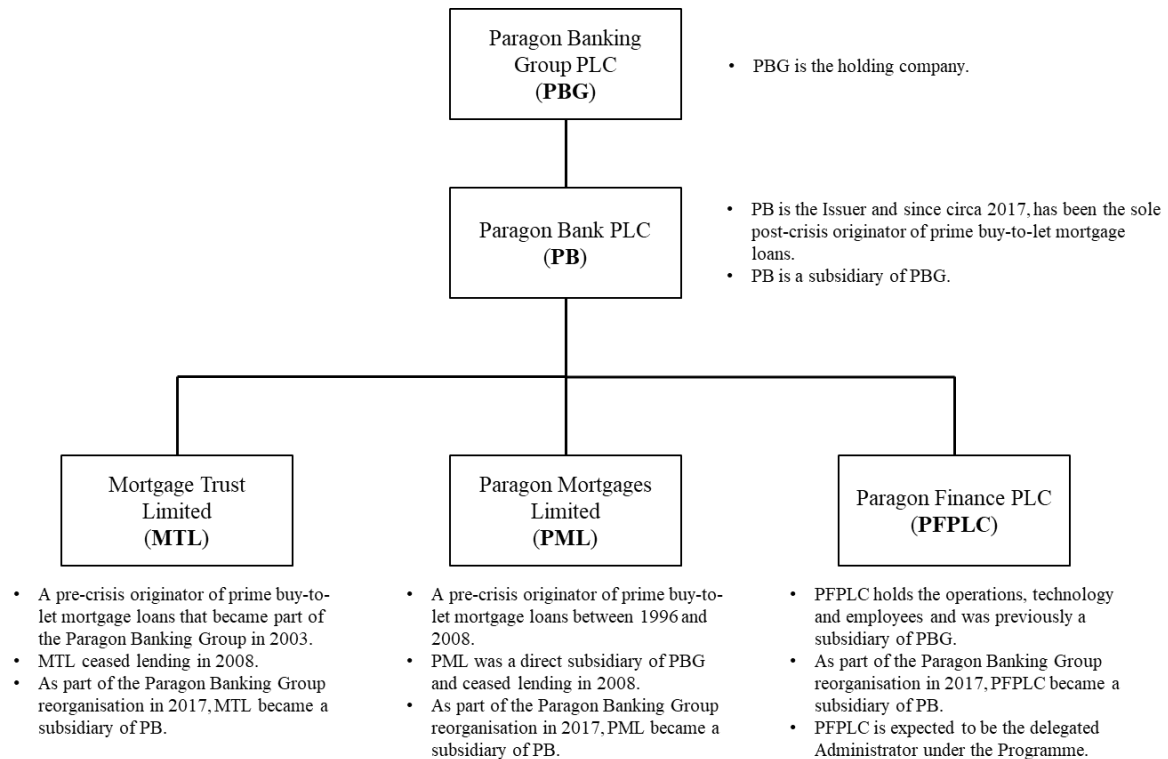 Paragon Banking
Group PLC
(PBG)
• PBG is the holding company.
Paragon Bank PLC
(PB)
• PB is the Issuer and since circa 2017, has been the sole
post-crisis originator of prime buy-to-let mortgage
loans.
• PB is a subsidiary of PBG.
Mortgage Trust
Limited
(MTL)
• A pre-crisis originator of prime buy-to-
let mortgage loans that became part of
the Paragon Banking Group in 2003.
• MTL ceased lending in 2008.
• As part of the Paragon Banking Group
reorganisation in 2017, MTL became a
subsidiary of PB.
Paragon Mortgages
Limited
(PML)
• A pre-crisis originator of prime buy-to-
let mortgage loans between 1996 and
2008.
• PML was a direct subsidiary of PBG
and ceased lending in 2008.
• As part of the Paragon Banking Group
reorganisation in 2017, PML became a
subsidiary of PB.
Paragon Finance PLC
(PFPLC)
• PFPLC holds the operations, technology
and employees and was previously a
subsidiary of PBG.
• As part of the Paragon Banking Group
reorganisation in 2017, PFPLC became a
subsidiary of PB.
• PFPLC is expected to be the delegated
Administrator under the Programme.